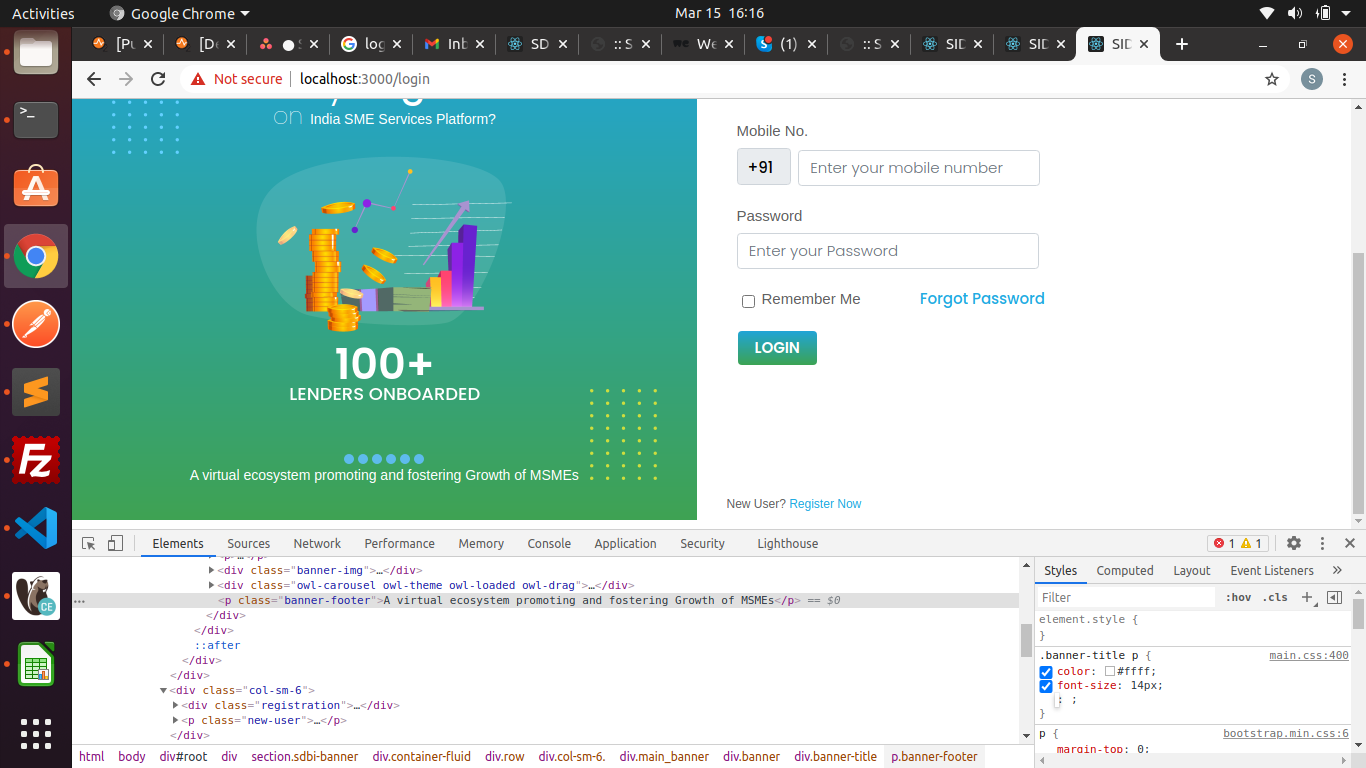 Activities
Google Chrome
Mar 15 16:16
[Pu
[De
S
log
Inb
SD
:: S
We
(1)
:: S
SID
SID
SID
Not secure
localhost:3000/login
S
on India SME Services Platform?
100+
LENDERS ONBOARDED
A virtual ecosystem promoting and fostering Growth of MSMEs
Mobile No.
+91
Enter your mobile number
Password
Enter your Password
Remember Me
Forgot Password
LOGIN
New User? Register Now
Elements
Sources
Network
Performance
Memory
Console
Application
Security
Lighthouse
1
1
<div class="banner-img">…</div>
<div class="owl-carousel owl-theme owl-loaded owl-drag">…</div>
<p class="banner-footer">A virtual ecosystem promoting and fostering Growth of MSMEs</p> == $0
</div>
</div>
::after
</div>
</div>
<div class="col-sm-6">
<div class="registration">…</div>
<p class="new-user">…</p>
</div>
html body div#root div section.sdbi-banner div.container-fluid div.row div.col-sm-6. div.main_banner div.banner div.banner-title p.banner-footer
Styles
Computed
Layout
Event Listeners
»
Filter
:hov
.cls
element.style {
}
.banner-title p {
main.css:400
color: #ffff;
font-size: 14px;
: ;
}
p {
bootstrap.min.css:6
margin-top: 0;